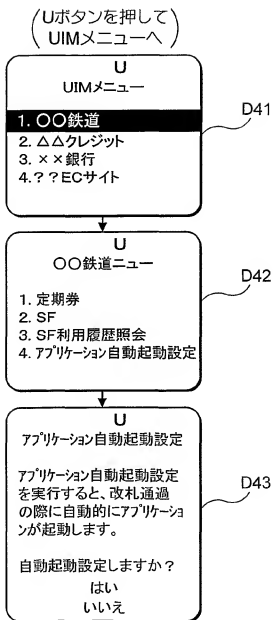 (Uボタンを押して
UIMメニューへ)
U
UIMメニュー
1. 〇〇鉄道
2. △△クレジット
3. ××銀行
4. ??ECサイト
D41
U
〇〇鉄道ニュー
1. 定期券
2. SF
3. SF利用履歴照会
4. アプリケーション自動起動設定
D42
U
アプリケーション自動起動設定
アプリケーション自動起動設定
を実行すると、改札通過
の際に自動的にアプリケーショ
ンが起動します。
自動起動設定しますか?
はい
いいえ
D43